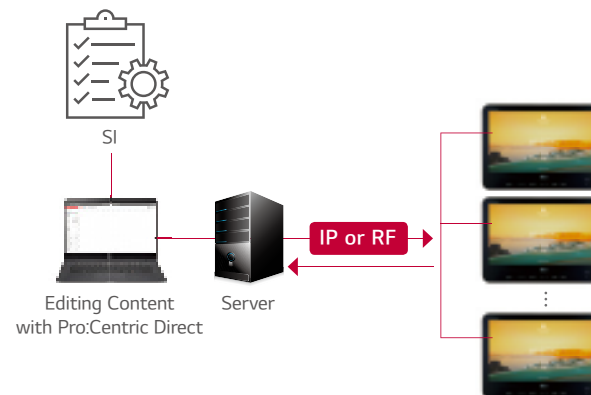 SI
IP or RF
Editing Content
with Pro:Centric Direct
Server